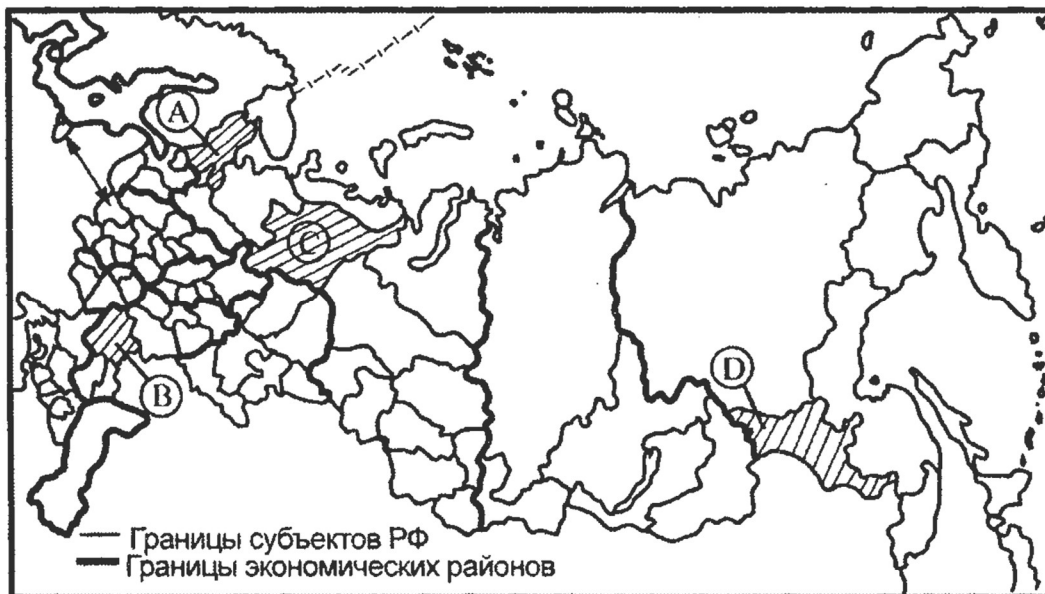 A
C
D
B
Границы субъектов РФ
Границы экономических районов